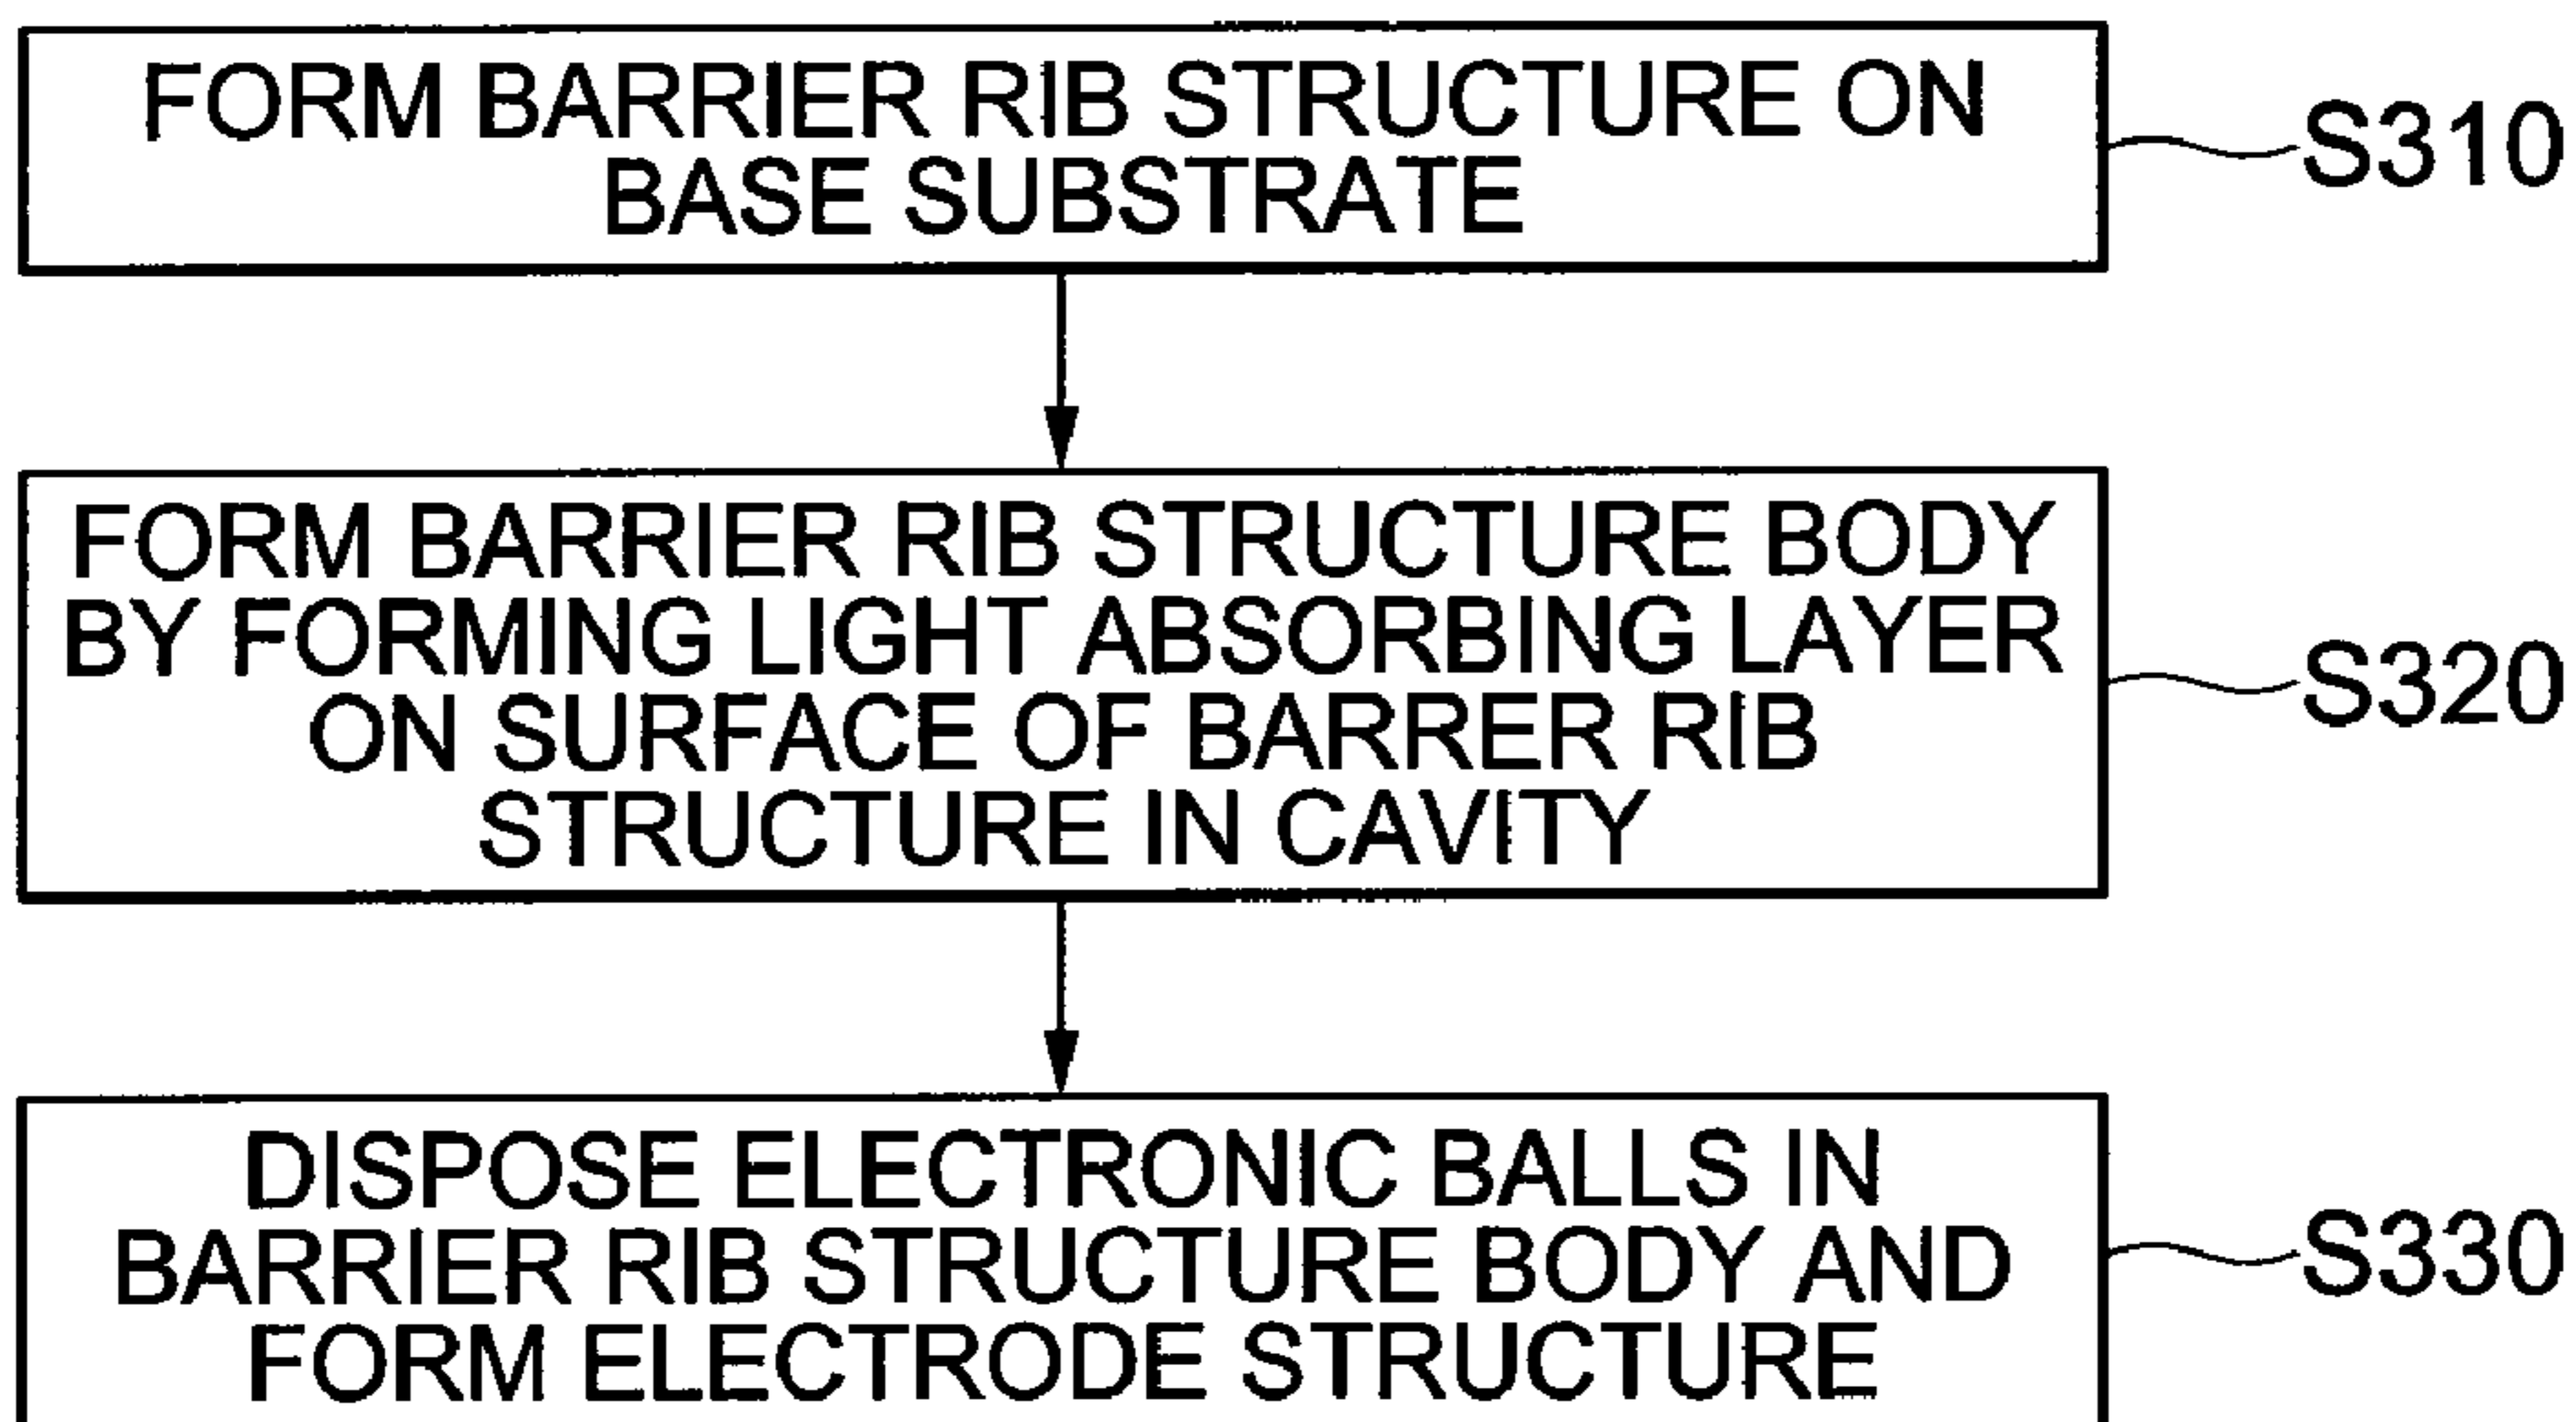 FORM BARRIER RIB STRUCTURE ON
BASE SUBSTRATE
S310
FORM BARRIER RIB STRUCTURE BODY
BY FORMING LIGHT ABSORBING LAYER
ON SURFACE OF BARRER RIB
STRUCTURE IN CAVITY
S320
DISPOSE ELECTRONIC BALLS IN
BARRIER RIB STRUCTURE BODY AND
FORM ELECTRODE STRUCTURE
S330